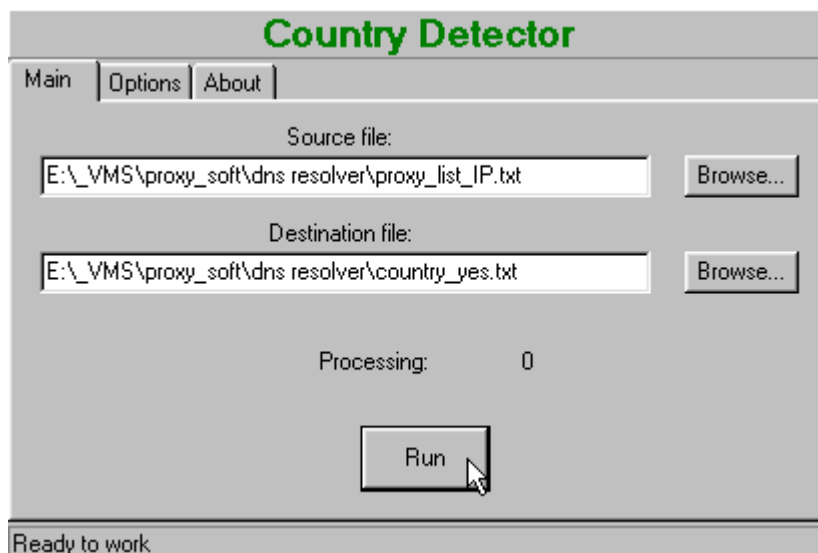 Country Detector
Main Options About
Source file:
E:\_VMS\proxy_soft\dns resolver\proxy_list_IP.txt Browse...
Destination file:
E:\_VMS\proxy_soft\dns resolver\country_yes.txt Browse...
Processing: 0
Run
Ready to work